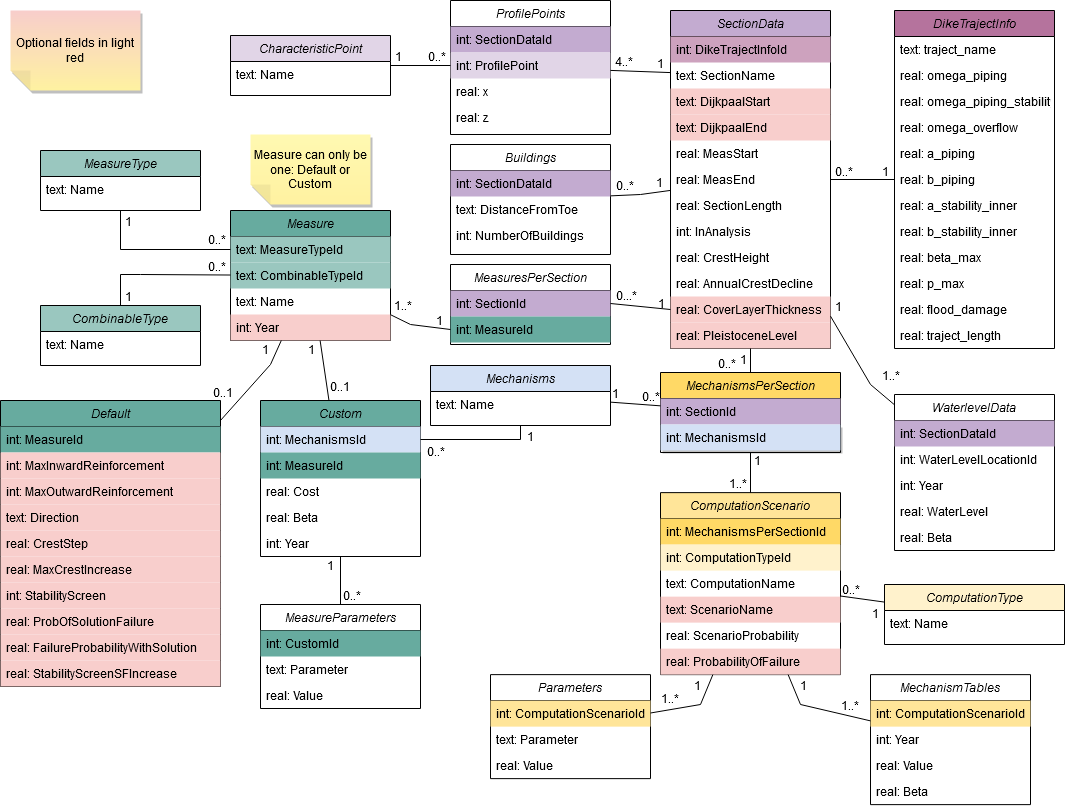 Optional fields in light
red
CharacteristicPoint
text: Name
1
0..*
ProfilePoints
int: SectionDataId
int: ProfilePoint
real: x
real: z
4..*
1
SectionData
int: DikeTrajectInfoId
text: SectionName
text: DijkpaalStart
text: DijkpaalEnd
real: MeasStart
real: MeasEnd
real: SectionLength
int: InAnalysis
real: CrestHeight
real: AnnualCrestDecline
real: CoverLayerThickness
real: PleistoceneLevel
0..*
1
DikeTrajectInfo
text: traject_name
real: omega_piping
real: omega_piping_stabilit
real: omega_overflow
real: a_piping
real: b_piping
real: a_stability_inner
real: b_stability_inner
real: beta_max
real: p_max
real: flood_damage
real: traject_length
Buildings
int: SectionDataId
text: DistanceFromToe
int: NumberOfBuildings
0..*
1
MeasureType
text: Name
1
0..*
Measure can only be
one: Default or
Custom
Measure
text: MeasureTypeId
text: CombinableTypeId
text: Name
int: Year
0..*
1
CombinableType
text: Name
1..*
1
MeasuresPerSection
int: SectionId
int: MeasureId
0...*
1
1
1..*
1
0..1
1
0..1
Default
int: MeasureId
int: MaxInwardReinforcement
int: MaxOutwardReinforcement
text: Direction
real: CrestStep
real: MaxCrestIncrease
int: StabilityScreen
real: ProbOfSolutionFailure
real: FailureProbabilityWithSolution
real: StabilityScreenSFIncrease
Custom
int: MechanismsId
int: MeasureId
real: Cost
real: Beta
int: Year
0..*
1
Mechanisms
text: Name
1
0..*
0..*
1
MechanismsPerSection
int: SectionId
int: MechanismsId
1
1..*
WaterlevelData
int: SectionDataId
int: WaterLevelLocationId
int: Year
real: WaterLevel
real: Beta
1
0..*
MeasureParameters
int: CustomId
text: Parameter
real: Value
ComputationScenario
int: MechanismsPerSectionId
int: ComputationTypeId
text: ComputationName
text: ScenarioName
real: ScenarioProbability
real: ProbabilityOfFailure
0..*
1
ComputationType
text: Name
1
1..*
1
1..*
Parameters
int: ComputationScenarioId
text: Parameter
real: Value
MechanismTables
int: ComputationScenarioId
int: Year
real: Value
real: Beta